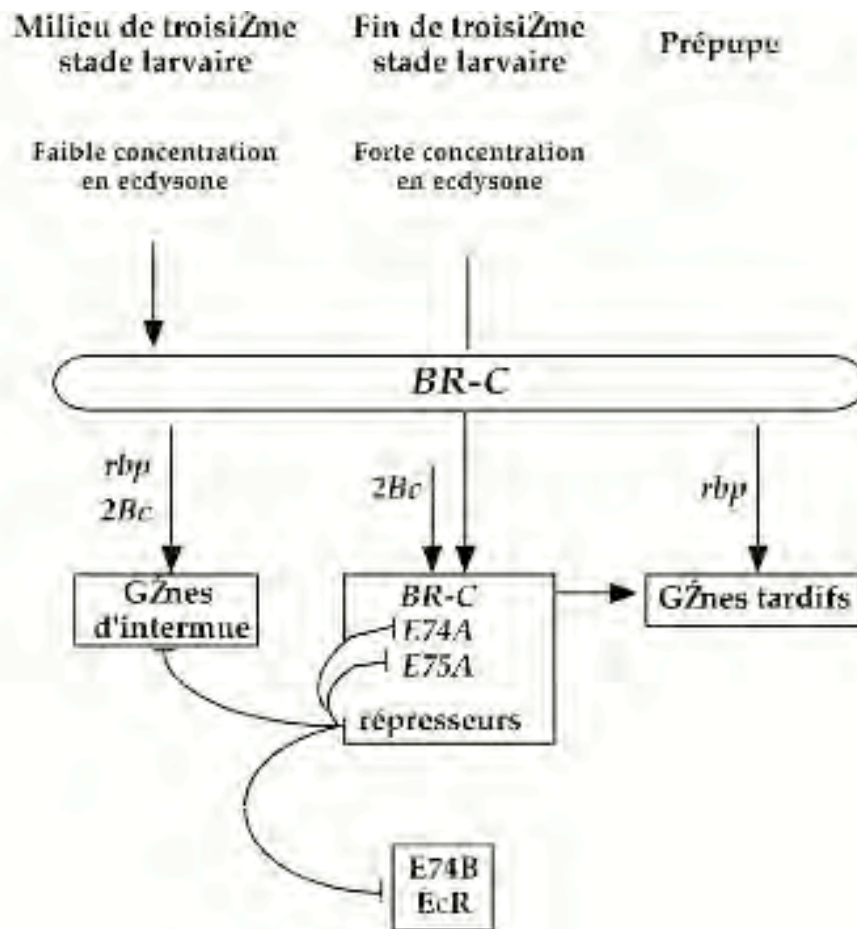 Milieu de troisiŽme
stade larvaire
Fin de troisiŽme
stade larvaire
Prépupe
Faible concentration
en ecdysone
Forte concentration
en ecdysone
BR-C
rbp
2Bc
2Bc
rbp
GŽnes
d'intermue
BR-C
E74A
E75A
répresseurs
GŽnes tardifs
E74B
EcR